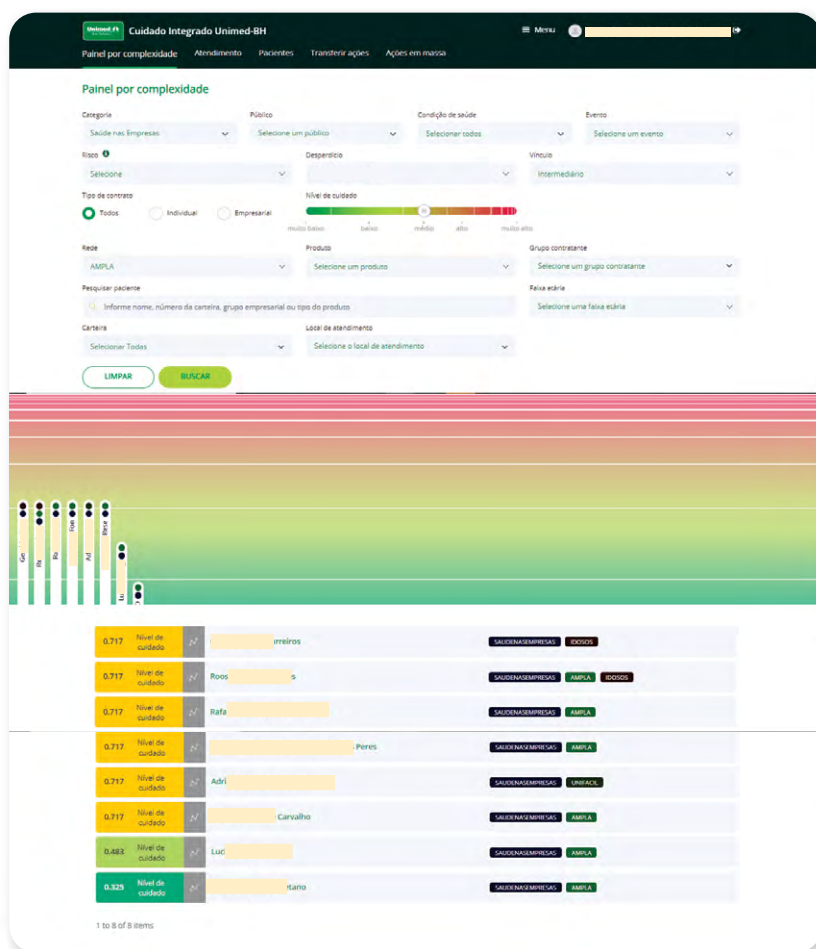 Unimed
Cuidado Integrado Unimed-BH
Menu
Painel por complexidade Atendimento Pacientes Transferir ações Ações em massa
Painel por complexidade
Categoria Público Condição de saúde Evento
Saúde nas Empresas Selecione um público Selecionar todos Selecione um evento
Risco Desperdício Vínculo
Selecione Intermediário
Tipo de contrato Nível de cuidado
Todos Individual Empresarial
muito baixo baixo médio alto muito alto
Rede Produto Grupo contratante
AMPLA Selecione um produto Selecione um grupo contratante
Pesquisar paciente Faixa etária
Informe nome, número da carteira, grupo empresarial ou tipo do produto Selecione uma faixa etária
Carteira Local de atendimento
Selecionar Todas Selecione o local de atendimento
LIMPAR BUSCAR
Ge
Ro
Fon
Ad
Rese
Lu
0.717 Nível de cuidado rreiros SAUDENASEMPRESAS IDOSOS
0.717 Nível de cuidado Roos s SAUDENASEMPRESAS AMPLA IDOSOS
0.717 Nível de cuidado Rafa SAUDENASEMPRESAS AMPLA
0.717 Nível de cuidado Peres SAUDENASEMPRESAS AMPLA
0.717 Nível de cuidado Adri SAUDENASEMPRESAS UNIFACIL
0.717 Nível de cuidado Carvalho SAUDENASEMPRESAS AMPLA
0.483 Nível de cuidado Luc SAUDENASEMPRESAS AMPLA
0.325 Nível de cuidado etano SAUDENASEMPRESAS AMPLA
1 to 8 of 8 items